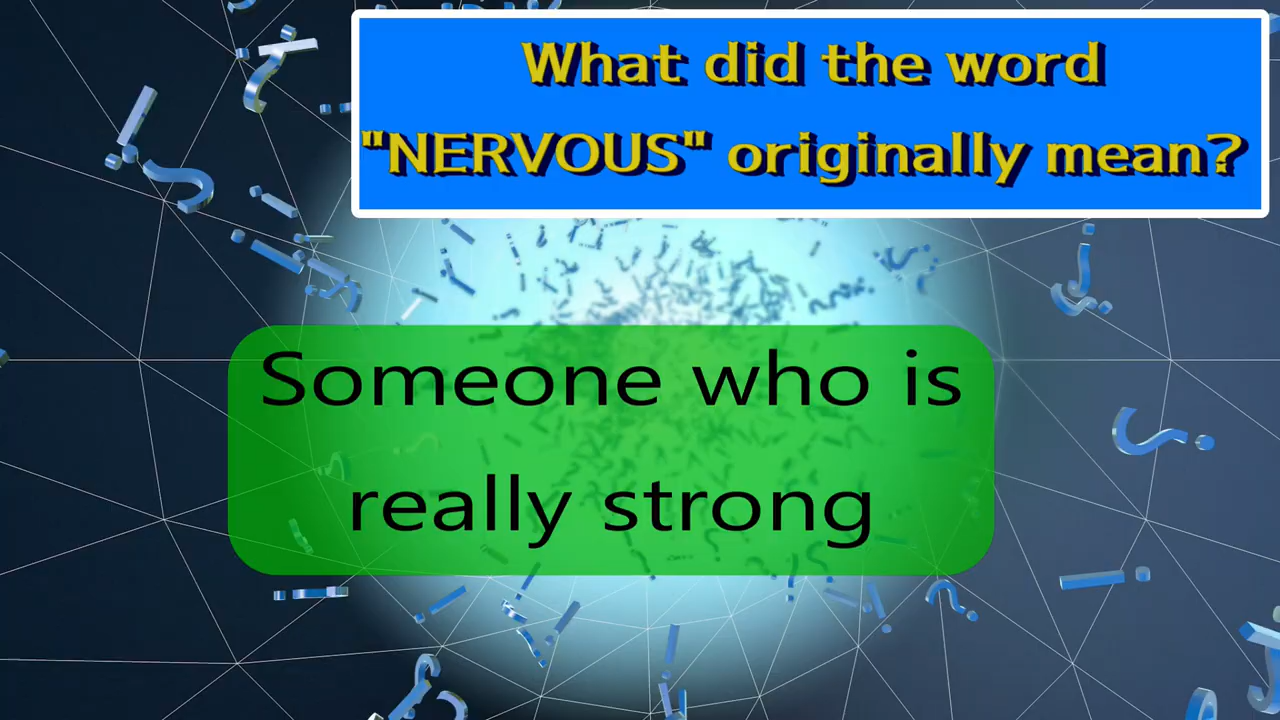 What did the word
"NERVOUS" originally mean?
Someone who is
really strong